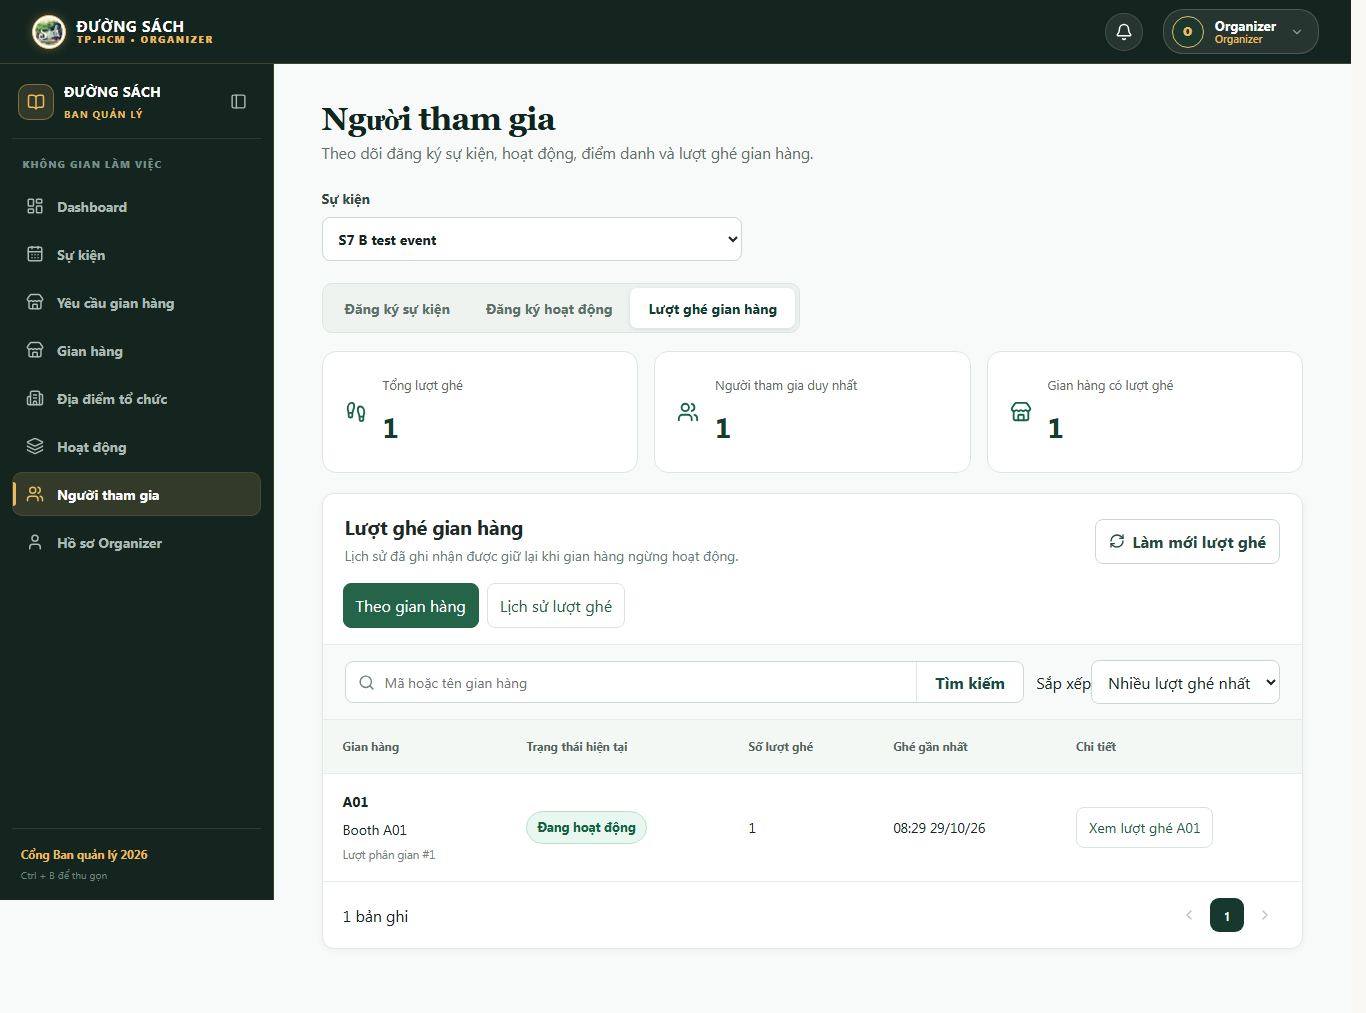 ĐƯỜNG SÁCH
TP.HCM • ORGANIZER
O
Organizer
Organizer
ĐƯỜNG SÁCH
BAN QUẢN LÝ
KHÔNG GIAN LÀM VIỆC
Dashboard
Sự kiện
Yêu cầu gian hàng
Gian hàng
Địa điểm tổ chức
Hoạt động
Người tham gia
Hồ sơ Organizer
Cổng Ban quản lý 2026
Ctrl + B để thu gọn
Người tham gia
Theo dõi đăng ký sự kiện, hoạt động, điểm danh và lượt ghé gian hàng.
Sự kiện
S7 B test event
Đăng ký sự kiện
Đăng ký hoạt động
Lượt ghé gian hàng
Tổng lượt ghé
1
Người tham gia duy nhất
1
Gian hàng có lượt ghé
1
Lượt ghé gian hàng
Lịch sử đã ghi nhận được giữ lại khi gian hàng ngừng hoạt động.
Làm mới lượt ghé
Theo gian hàng
Lịch sử lượt ghé
Mã hoặc tên gian hàng
Tìm kiếm
Sắp xếp
Nhiều lượt ghé nhất
Gian hàng
Trạng thái hiện tại
Số lượt ghé
Ghé gần nhất
Chi tiết
A01
Booth A01
Lượt phân gian #1
Đang hoạt động
1
08:29 29/10/26
Xem lượt ghé A01
1 bản ghi
1